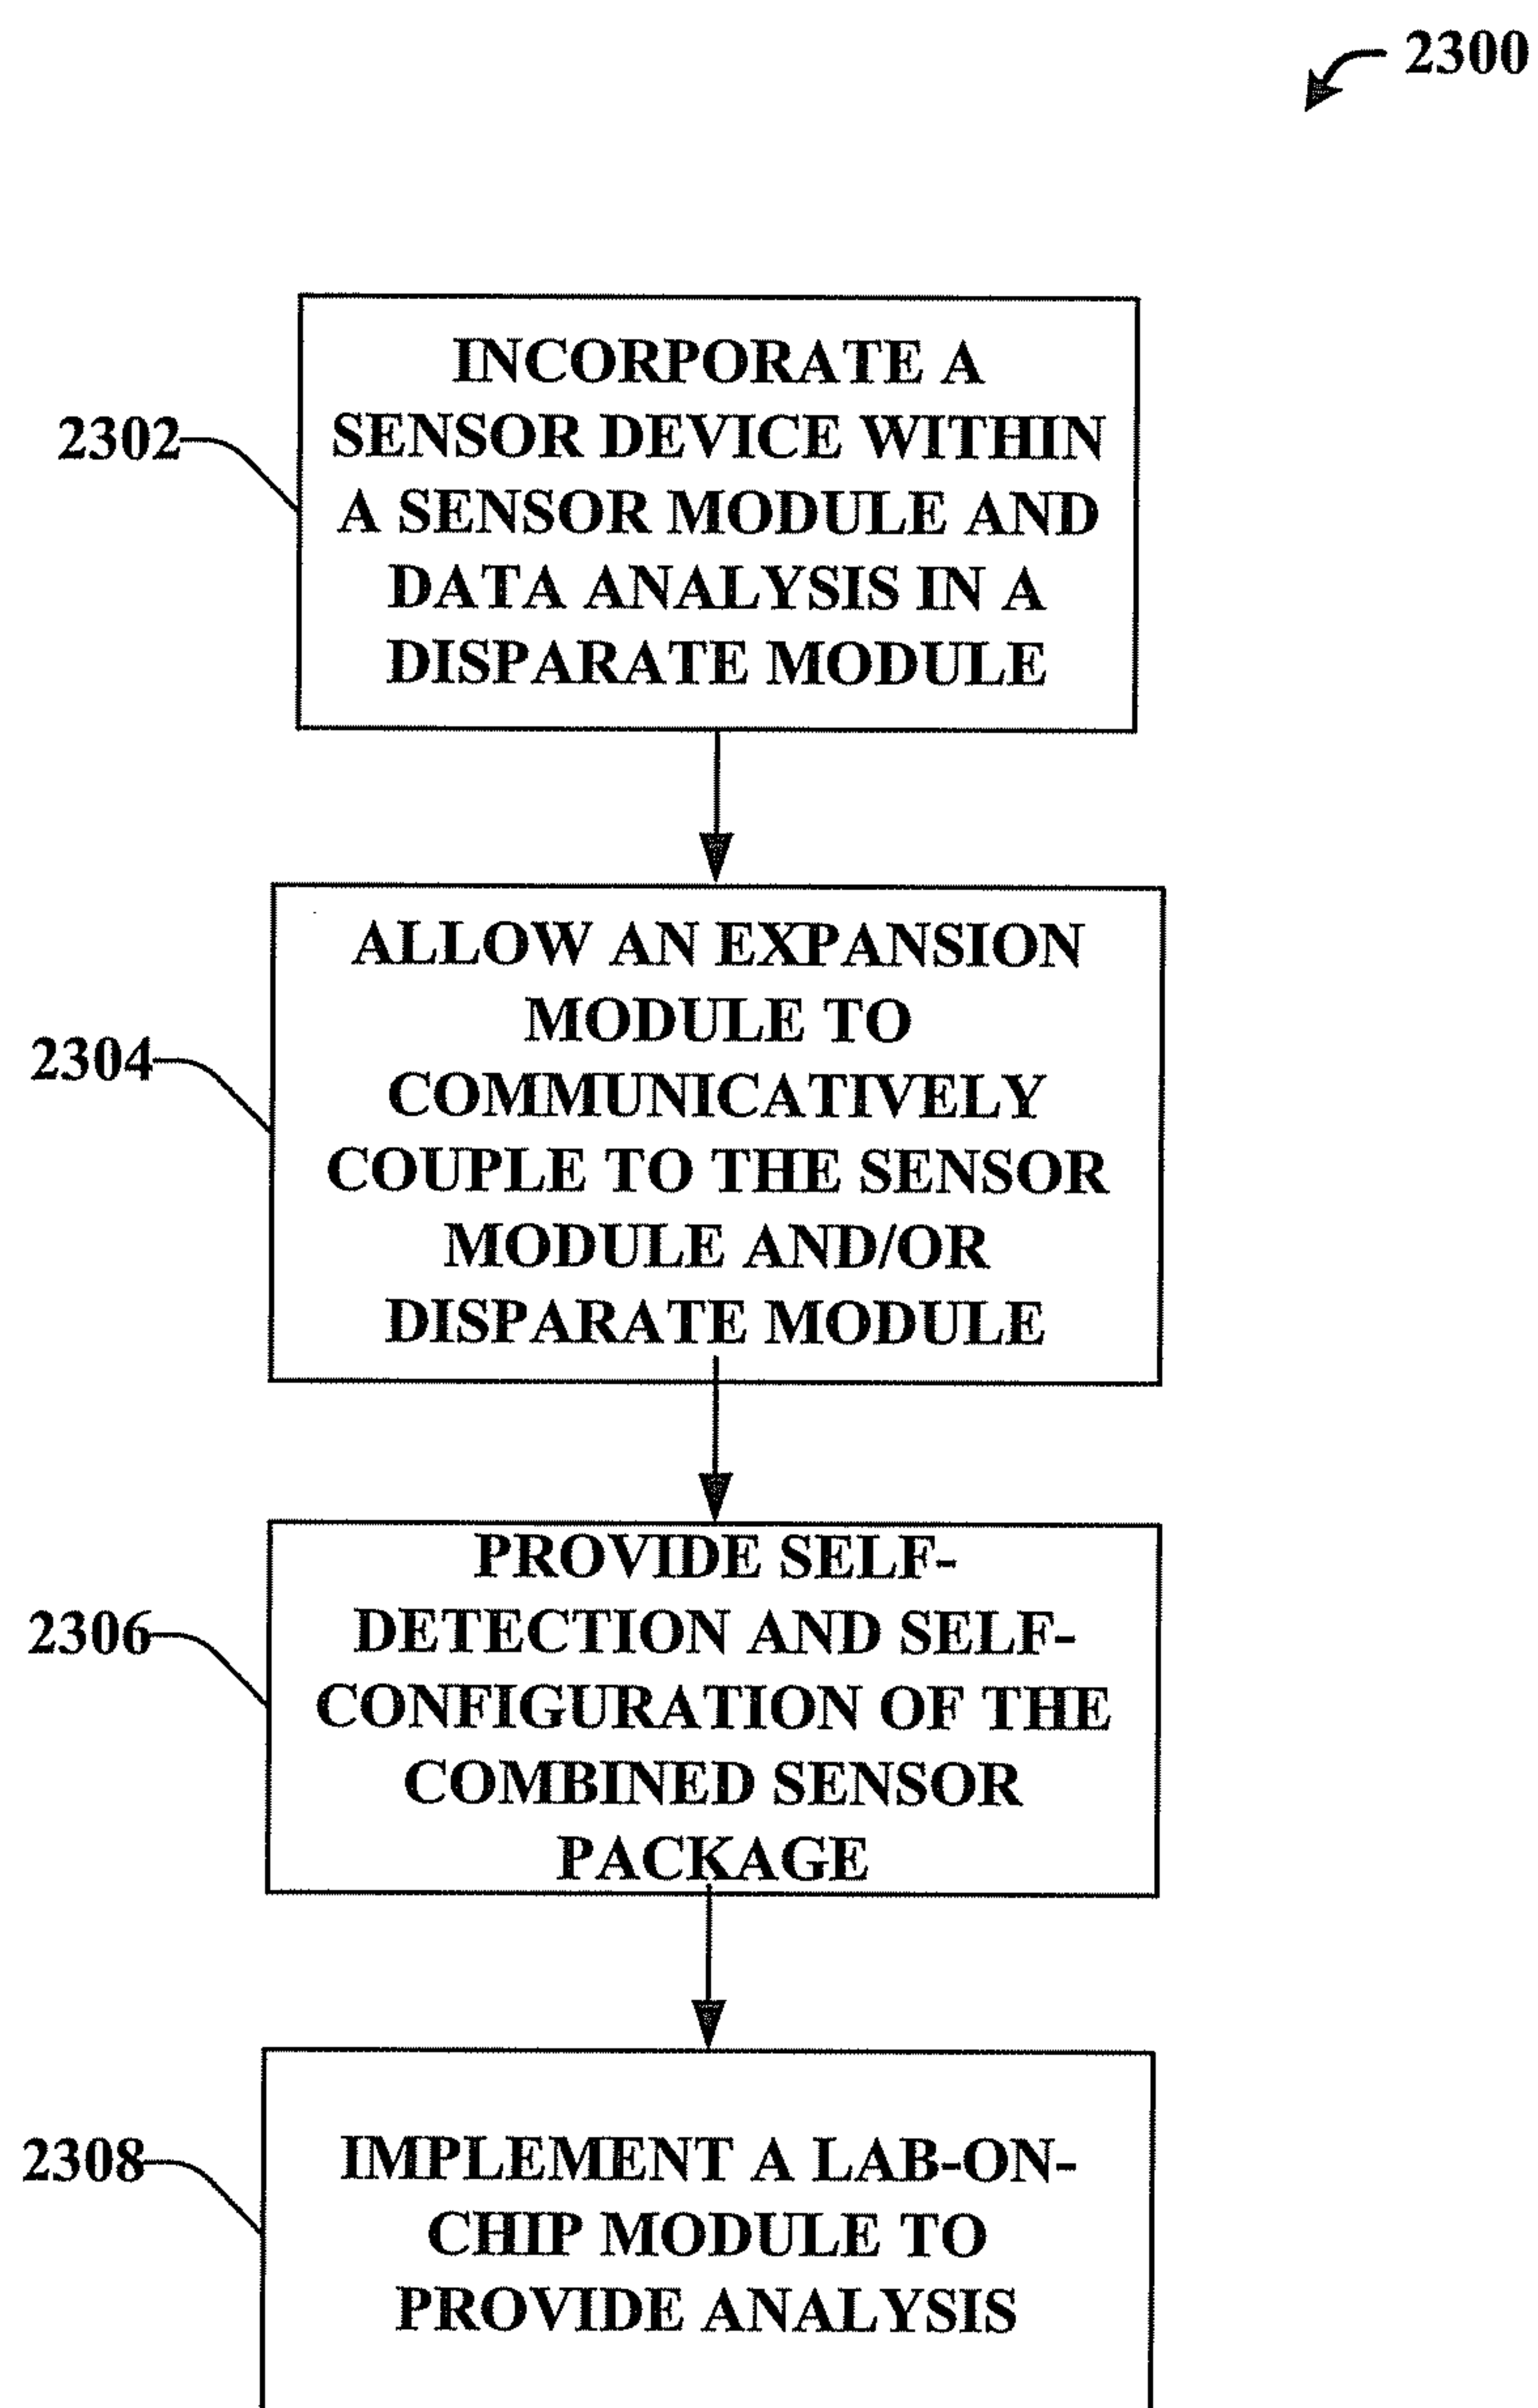 2300
INCORPORATE A
SENSOR DEVICE WITHIN
A SENSOR MODULE AND
DATA ANALYSIS IN A
DISPARATE MODULE
2302
ALLOW AN EXPANSION
MODULE TO
COMMUNICATIVELY
COUPLE TO THE SENSOR
MODULE AND/OR
DISPARATE MODULE
2304
PROVIDE SELF-
DETECTION AND SELF-
CONFIGURATION OF THE
COMBINED SENSOR
PACKAGE
2306
IMPLEMENT A LAB-ON-
CHIP MODULE TO
PROVIDE ANALYSIS
2308